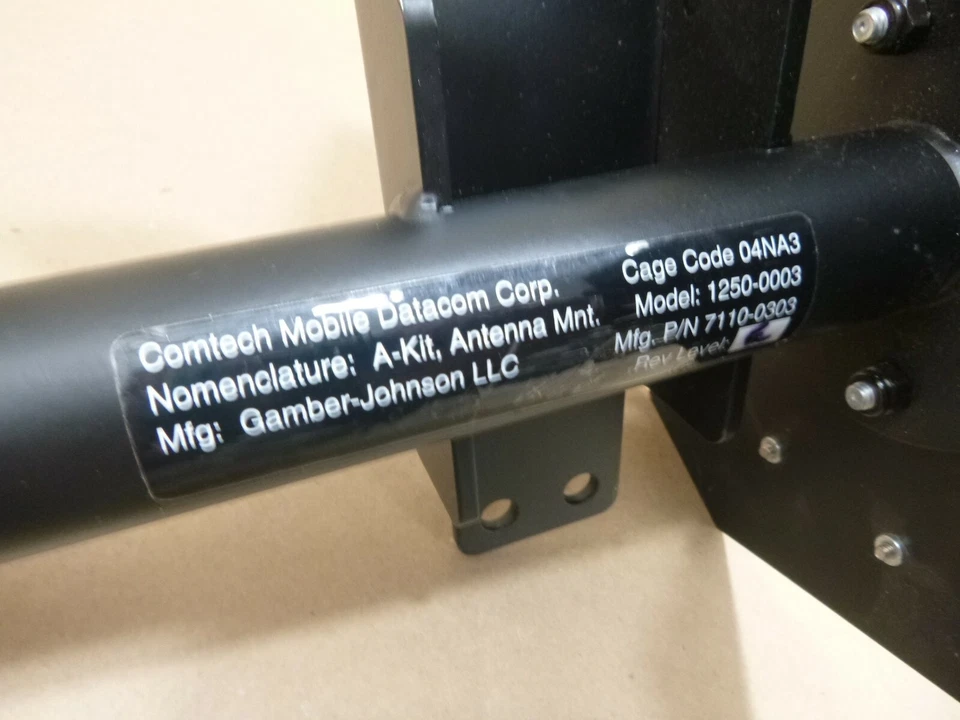 Comtech Mobile Datacom Corp.
Nomenclature: A-Kit, Antenna Mnt.
Mfg: Gamber-Johnson LLC
Cage Code 04NA3
Model: 1250-0003
Mfg. P/N 7110-0303
Rev Level: